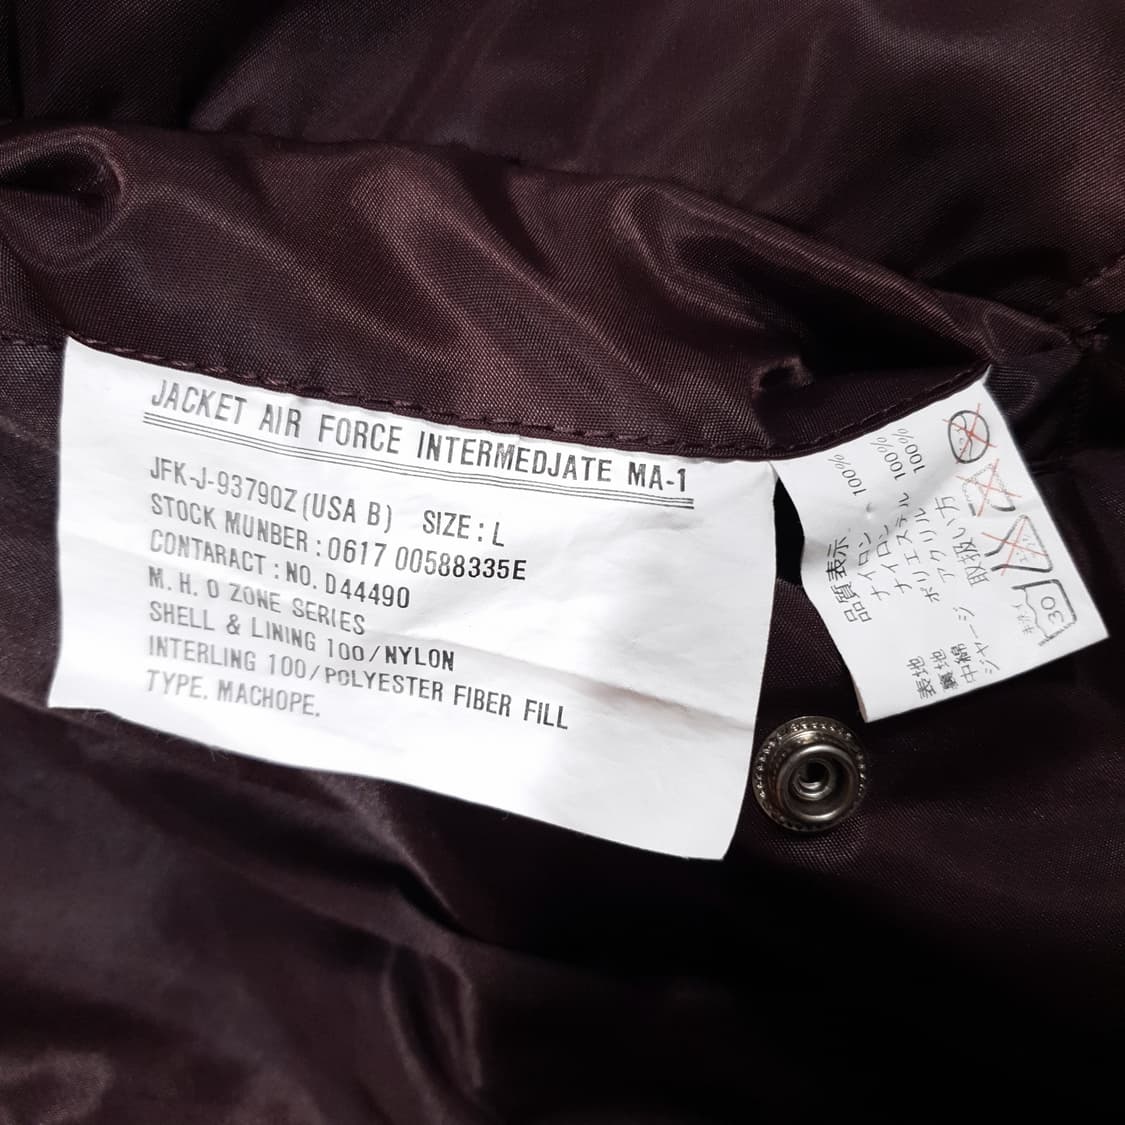 JACKET AIR FORCE INTERMEDJATE MA-1
JFK-J-93790Z (USA B) SIZE : L
STOCK MUNBER : 0617 00588335E
CONTARACT : NO. D44490
M. H. O ZONE SERIES
SHELL & LINING 100/NYLON
INTERLING 100/POLYESTER FIBER FILL
TYPE. MACHOPE.
品質表示
表地 ナイロン 100%
裏地 ナイロン 100%
中綿 ポリエステル 100%
ジャージ アクリル 100%
取扱い方
30